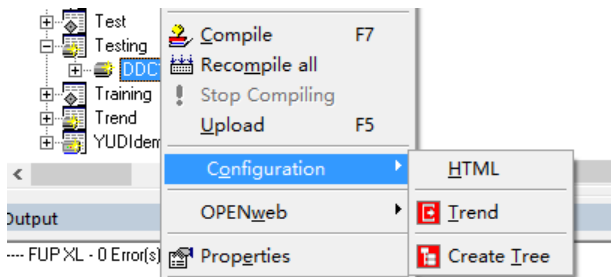 Test
Testing
DDC
Training
Trend
YUDIdem
Compile F7
Recompile all
Stop Compiling
Upload F5
Configuration
OPENweb
Properties
HTML
Trend
Create Tree
Output
---- FUP XL - 0 Error(s)